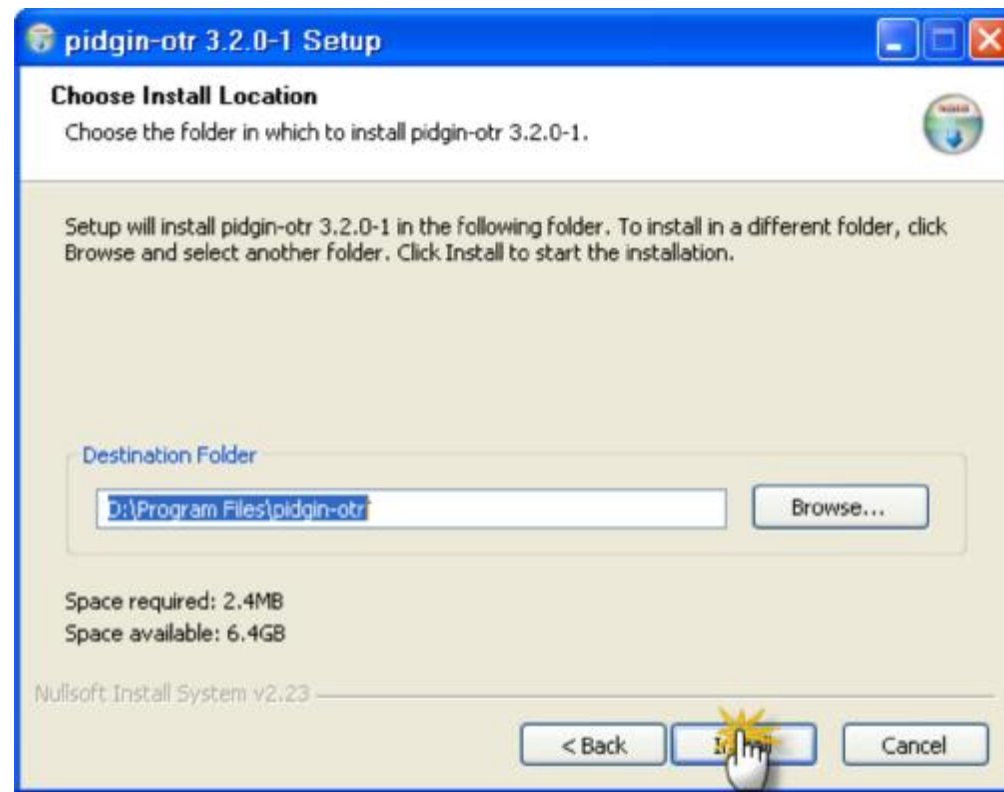 pidgin-otr 3.2.0-1 Setup
Choose Install Location
Choose the folder in which to install pidgin-otr 3.2.0-1.
Setup will install pidgin-otr 3.2.0-1 in the following folder. To install in a different folder, click
Browse and select another folder. Click Install to start the installation.
Destination Folder
D:\Program Files\pidgin-otr
Browse...
Space required: 2.4MB
Space available: 6.4GB
Nullsoft Install System v2.23
< Back
Cancel